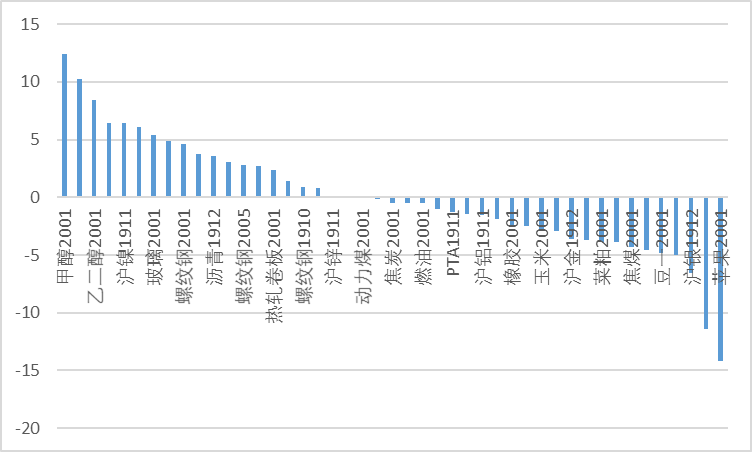 15
10
5
0
-5
-10
-15
-20
甲醇2001
乙二醇2001
沪镍1911
玻璃2001
螺纹钢2001
沥青1912
螺纹钢2005
热轧卷板2001
螺纹钢1910
沪锌1911
动力煤2001
焦炭2001
燃油2001
PTA1911
沪铝1911
橡胶2001
玉米2001
沪金1912
菜粕2001
焦煤2001
豆一2001
沪银1912
苹果2001